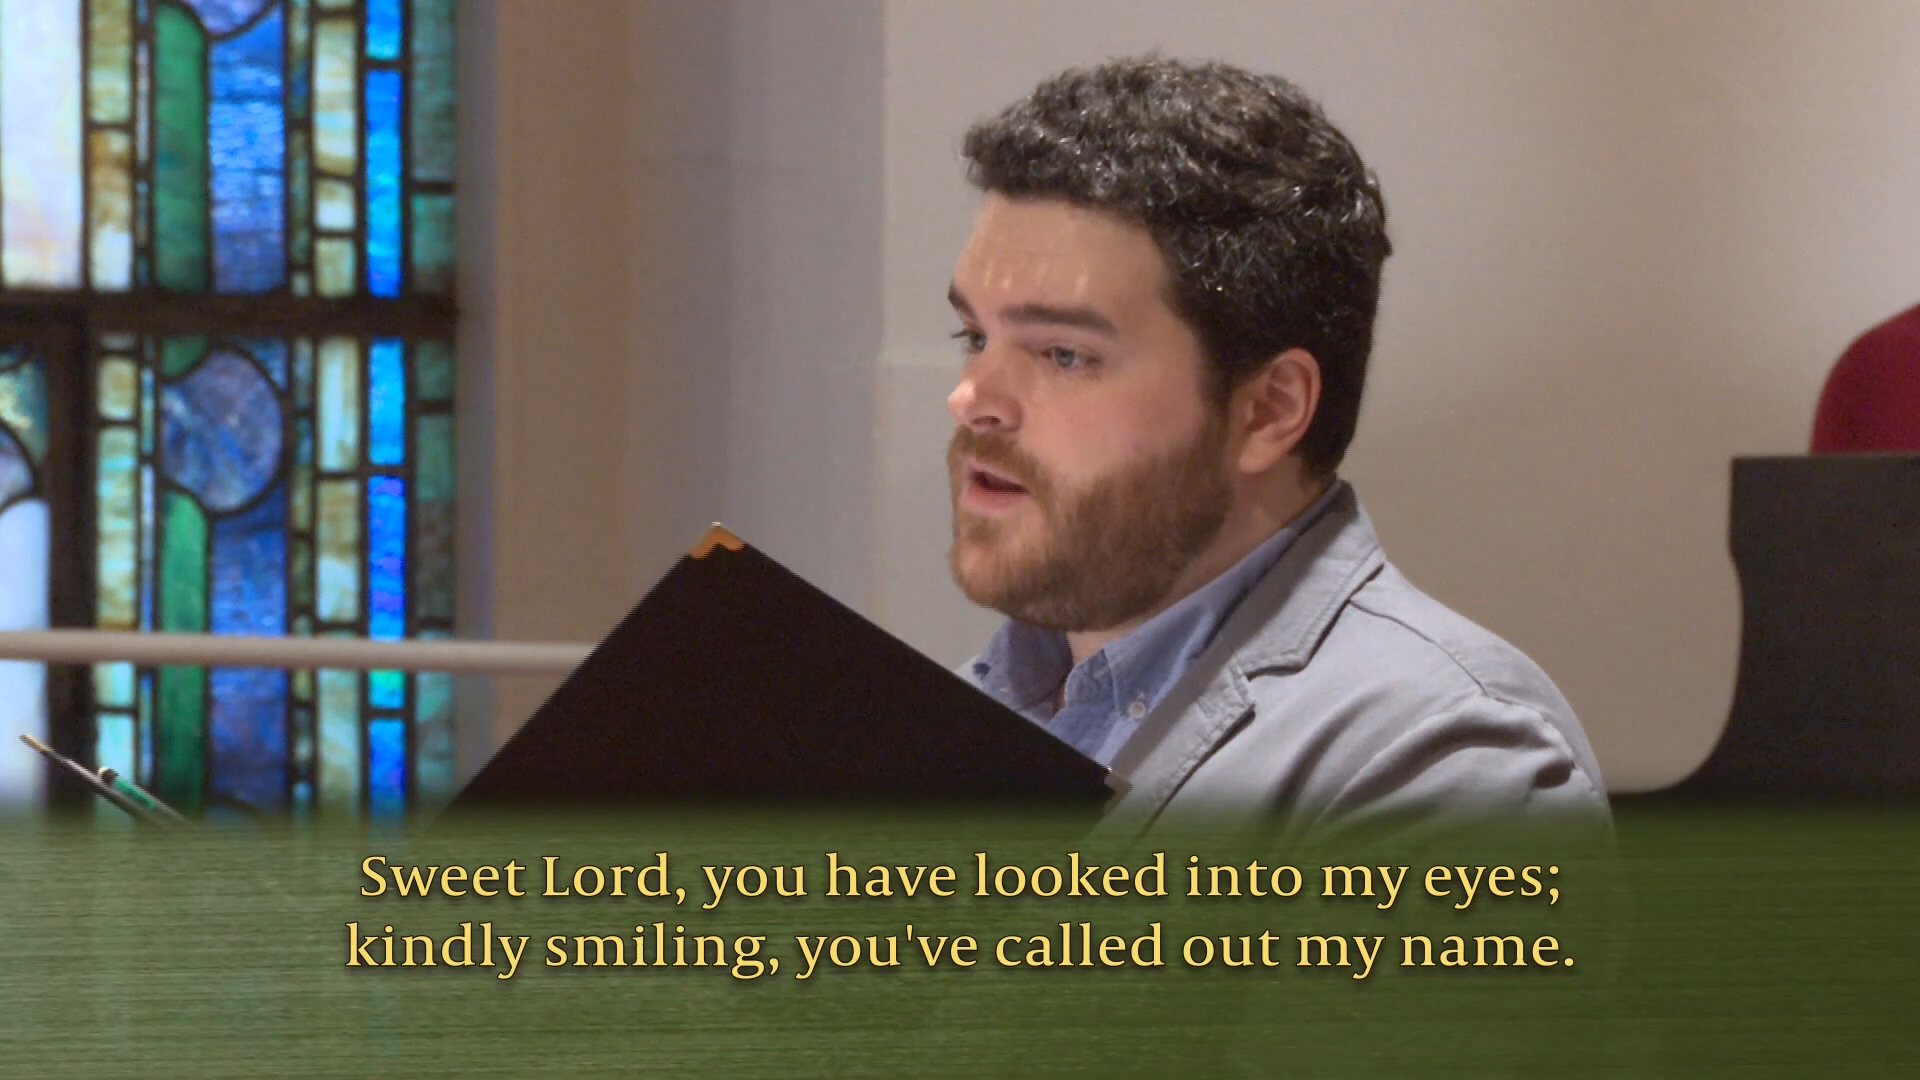 Sweet Lord, you have looked into my eyes;
kindly smiling, you've called out my name.